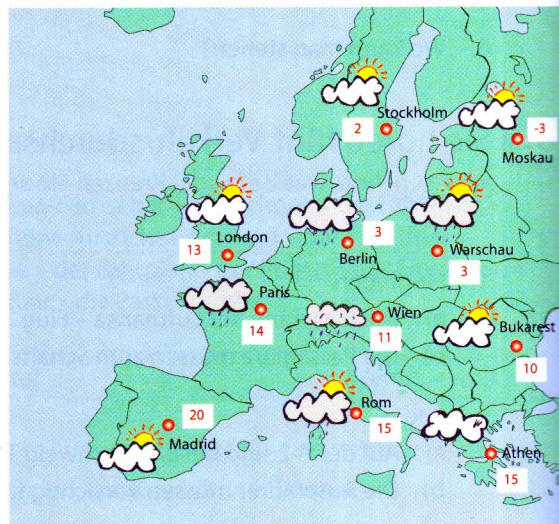 Stockholm
2
-3
Moskau
London
13
3
Berlin
Warschau
3
Paris
14
Wien
11
Bukarest
10
20
Madrid
Rom
15
Athen
15